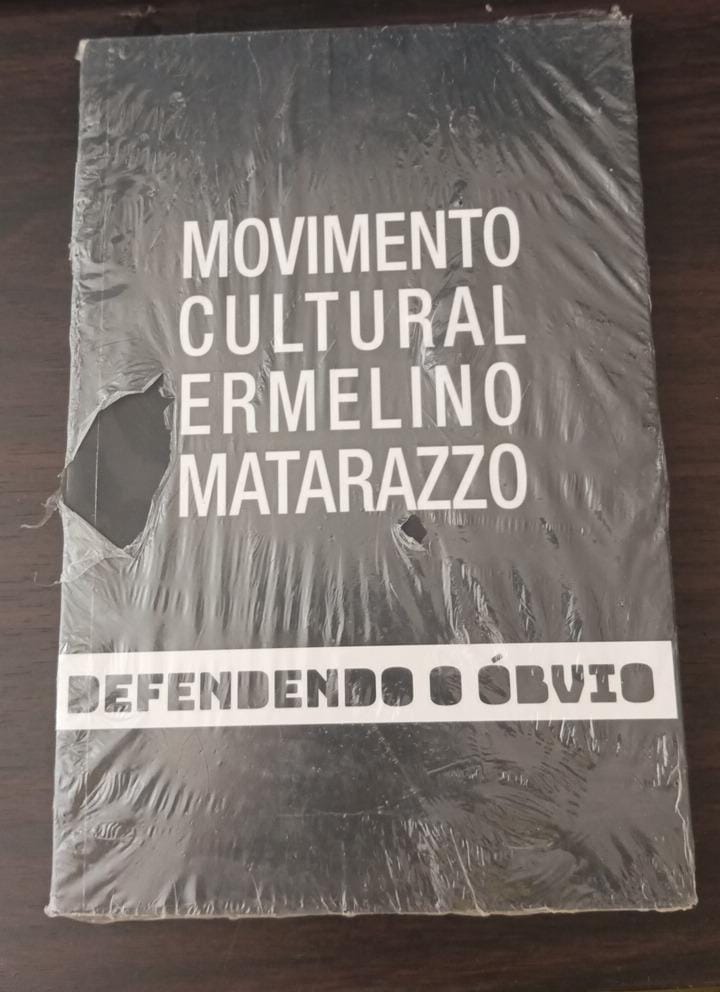 MOVIMENTO
CULTURAL
ERMELINO
MATARAZZO
DEFENDENDO O ÓBVIO